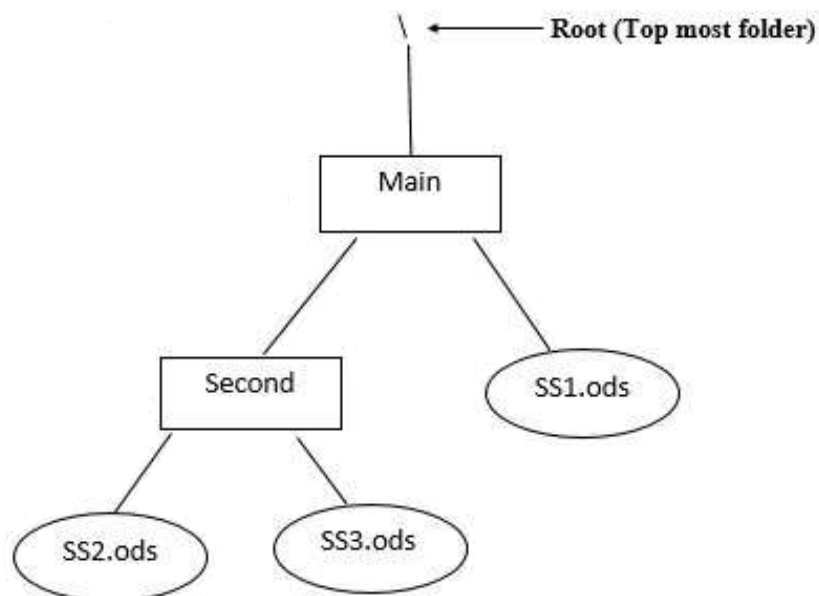 \
Root (Top most folder)
Main
Second
SS1.ods
SS2.ods
SS3.ods